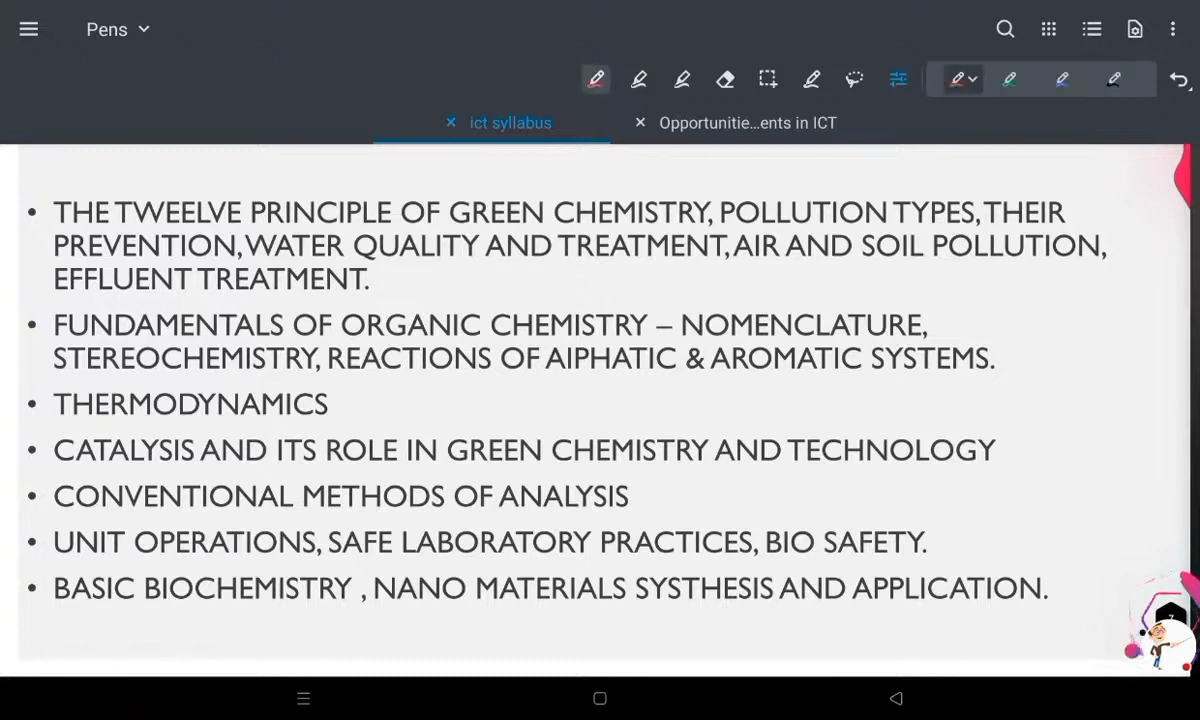 Pens
ict syllabus
Opportunitie...ents in ICT
• THE TWEELVE PRINCIPLE OF GREEN CHEMISTRY, POLLUTION TYPES, THEIR
PREVENTION, WATER QUALITY AND TREATMENT, AIR AND SOIL POLLUTION,
EFFLUENT TREATMENT.
• FUNDAMENTALS OF ORGANIC CHEMISTRY – NOMENCLATURE,
STEREOCHEMISTRY, REACTIONS OF AIPHATIC & AROMATIC SYSTEMS.
• THERMODYNAMICS
• CATALYSIS AND ITS ROLE IN GREEN CHEMISTRY AND TECHNOLOGY
• CONVENTIONAL METHODS OF ANALYSIS
• UNIT OPERATIONS, SAFE LABORATORY PRACTICES, BIO SAFETY.
• BASIC BIOCHEMISTRY , NANO MATERIALS SYSTHESIS AND APPLICATION.